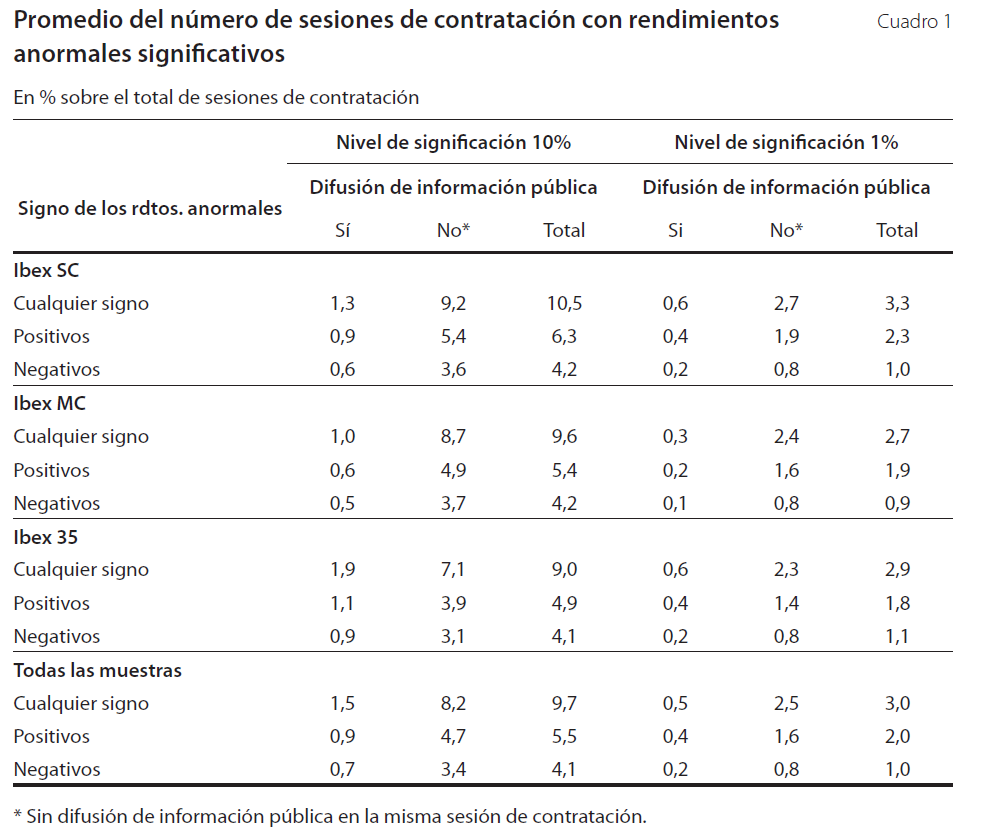 Promedio del número de sesiones de contratación con rendimientos Cuadro 1
anormales significativos
En % sobre el total de sesiones de contratación
Nivel de significación 10% Nivel de significación 1%
Difusión de información pública Difusión de información pública
Signo de los rdtos. anormales
Sí No* Total Si No* Total
Ibex SC
Cualquier signo 1,3 9,2 10,5 0,6 2,7 3,3
Positivos 0,9 5,4 6,3 0,4 1,9 2,3
Negativos 0,6 3,6 4,2 0,2 0,8 1,0
Ibex MC
Cualquier signo 1,0 8,7 9,6 0,3 2,4 2,7
Positivos 0,6 4,9 5,4 0,2 1,6 1,9
Negativos 0,5 3,7 4,2 0,1 0,8 0,9
Ibex 35
Cualquier signo 1,9 7,1 9,0 0,6 2,3 2,9
Positivos 1,1 3,9 4,9 0,4 1,4 1,8
Negativos 0,9 3,1 4,1 0,2 0,8 1,1
Todas las muestras
Cualquier signo 1,5 8,2 9,7 0,5 2,5 3,0
Positivos 0,9 4,7 5,5 0,4 1,6 2,0
Negativos 0,7 3,4 4,1 0,2 0,8 1,0
* Sin difusión de información pública en la misma sesión de contratación.